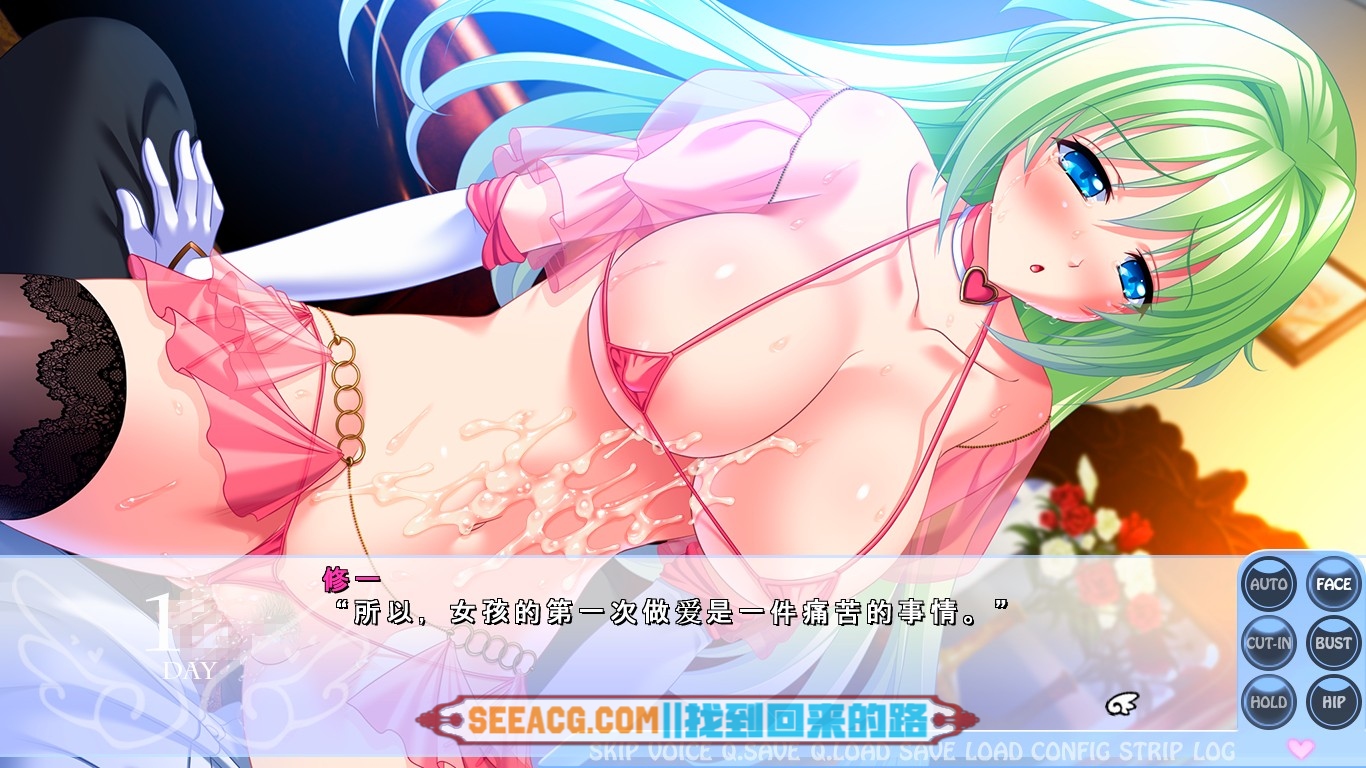 修一
“所以，女孩的第一次做爱是一件痛苦的事情。”
1
DAY
AUTO FACE
CUT-IN BUST
HOLD HIP
SEEACG.COM||找到回来的路
SKIP VOICE Q.SAVE Q.LOAD SAVE LOAD CONFIG STRIP LOG